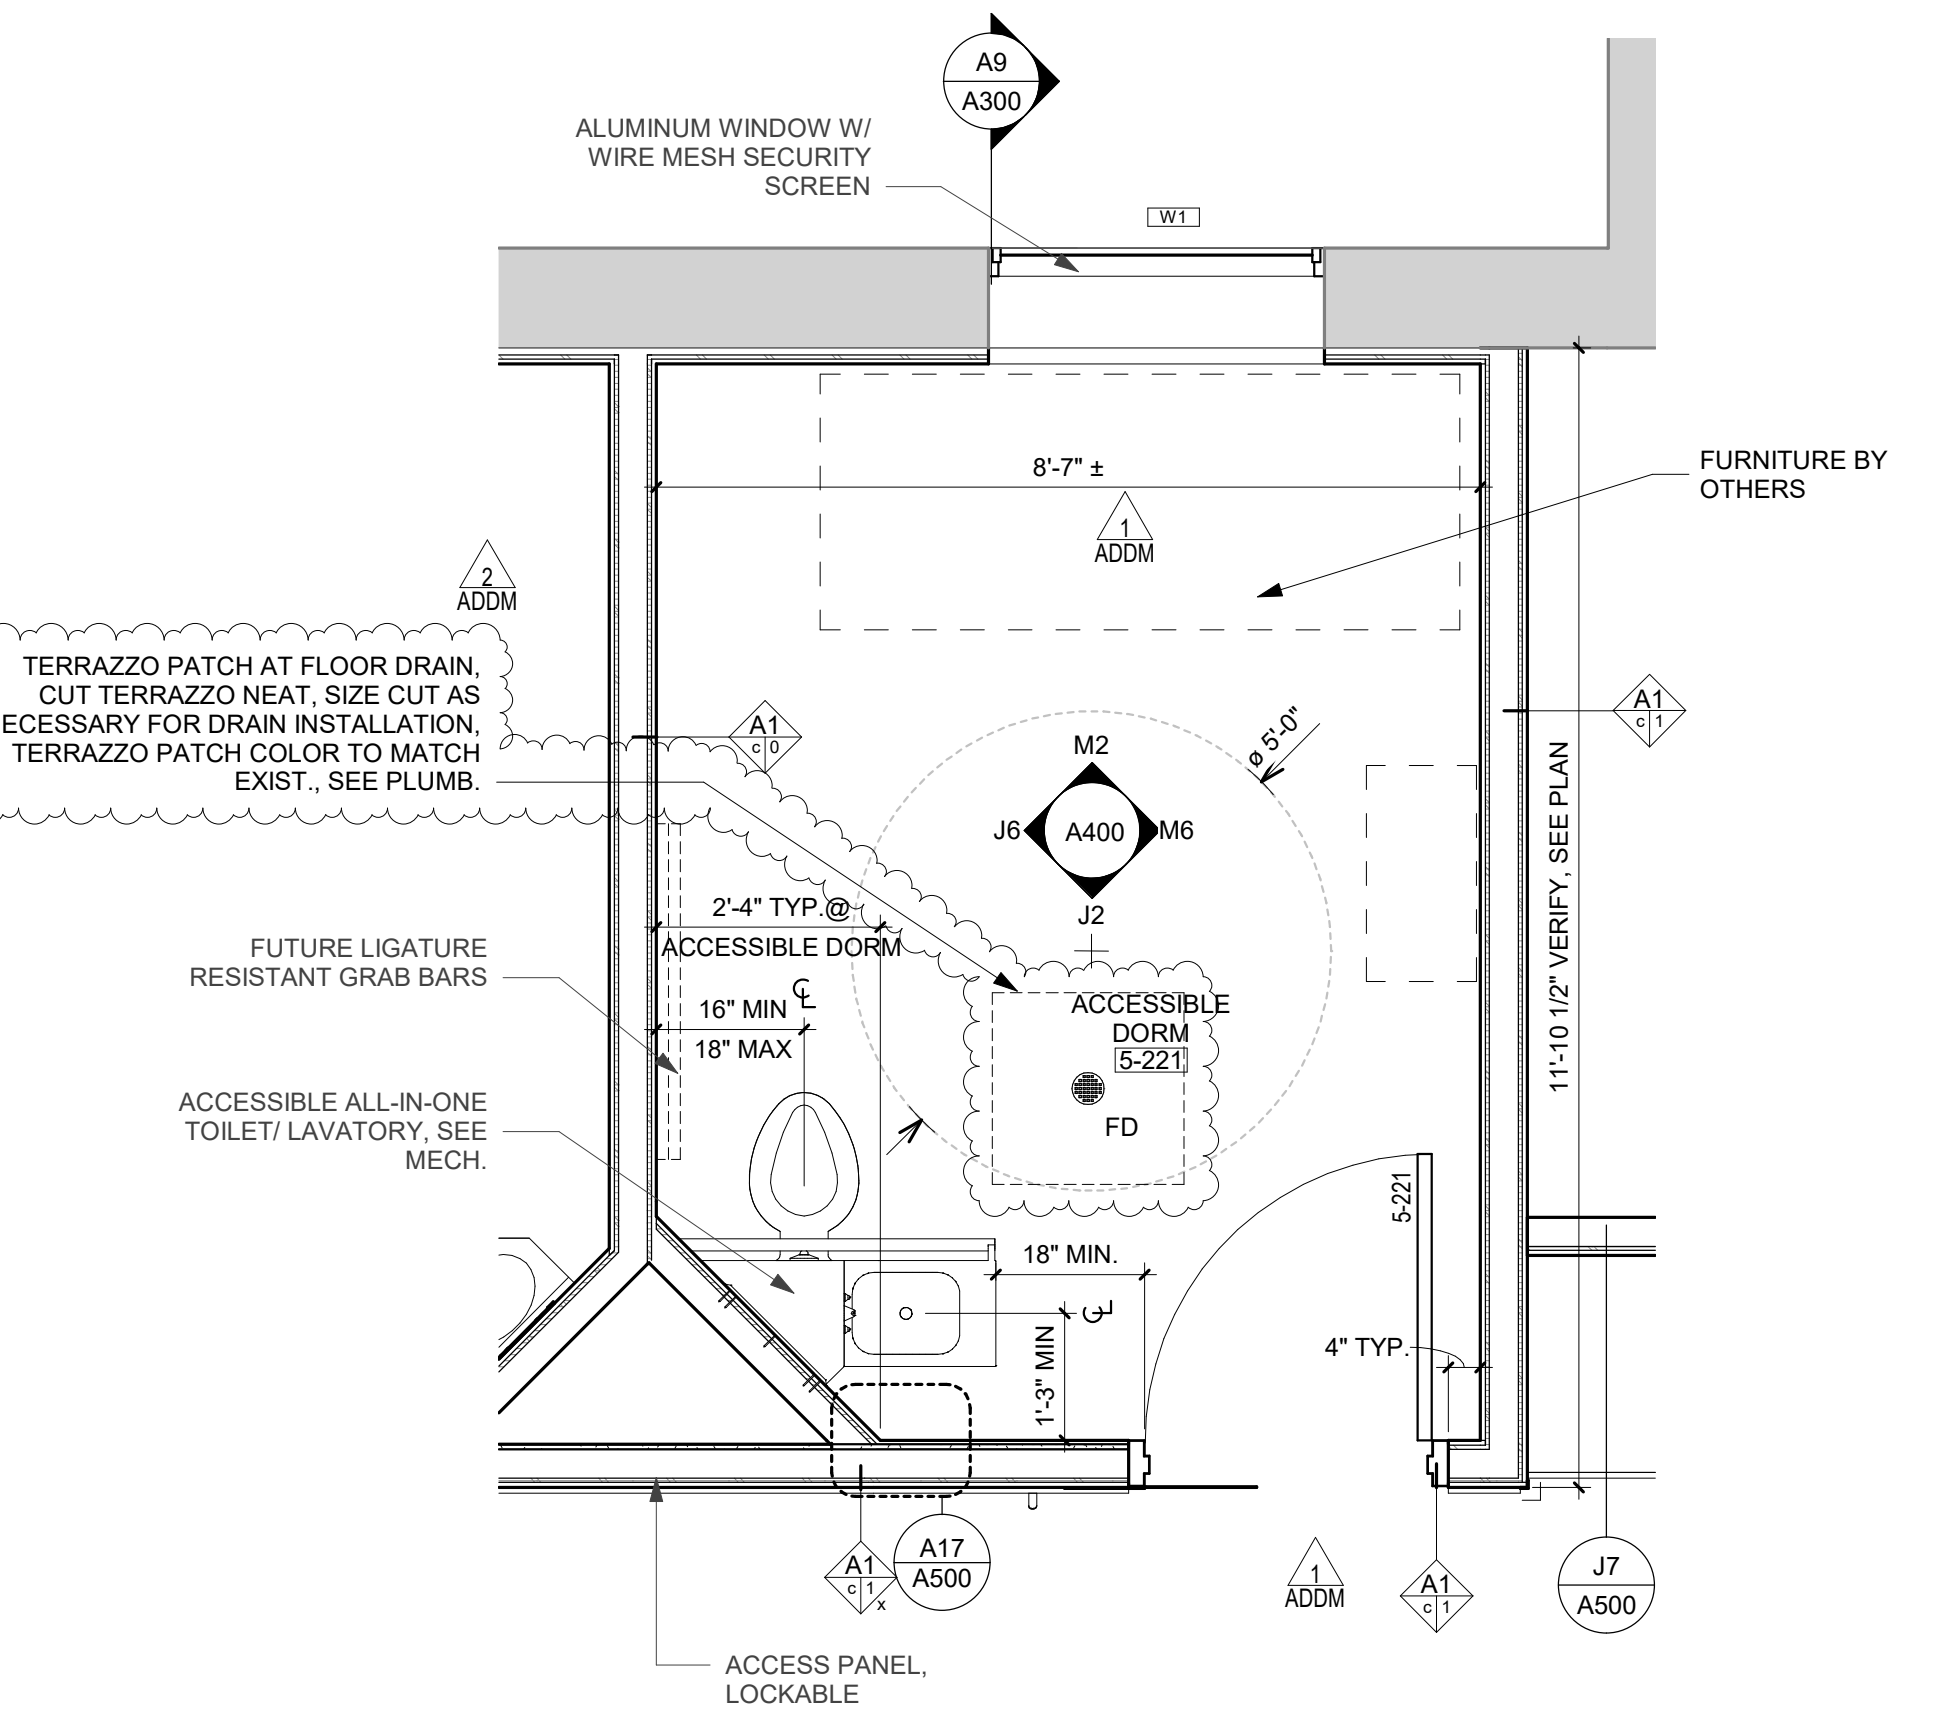 A9
A300
ALUMINUM WINDOW W/
WIRE MESH SECURITY
SCREEN
W1
8'-7" ±
FURNITURE BY
OTHERS
1
ADDM
2
ADDM
TERRAZZO PATCH AT FLOOR DRAIN,
CUT TERRAZZO NEAT, SIZE CUT AS
ECESSARY FOR DRAIN INSTALLATION,
TERRAZZO PATCH COLOR TO MATCH
EXIST., SEE PLUMB.
A1
c 0
A1
c 1
ø 5'-0"
M2
J6
A400
M6
J2
11'-10 1/2" VERIFY, SEE PLAN
2'-4" TYP.@
ACCESSIBLE DORM
FUTURE LIGATURE
RESISTANT GRAB BARS
16" MIN
18" MAX
CL
ACCESSIBLE
DORM
5-221
FD
ACCESSIBLE ALL-IN-ONE
TOILET/ LAVATORY, SEE
MECH.
5-221
18" MIN.
CL
1'-3" MIN
4" TYP.
A1
c 1
x
A17
A500
1
ADDM
A1
c 1
J7
A500
ACCESS PANEL,
LOCKABLE